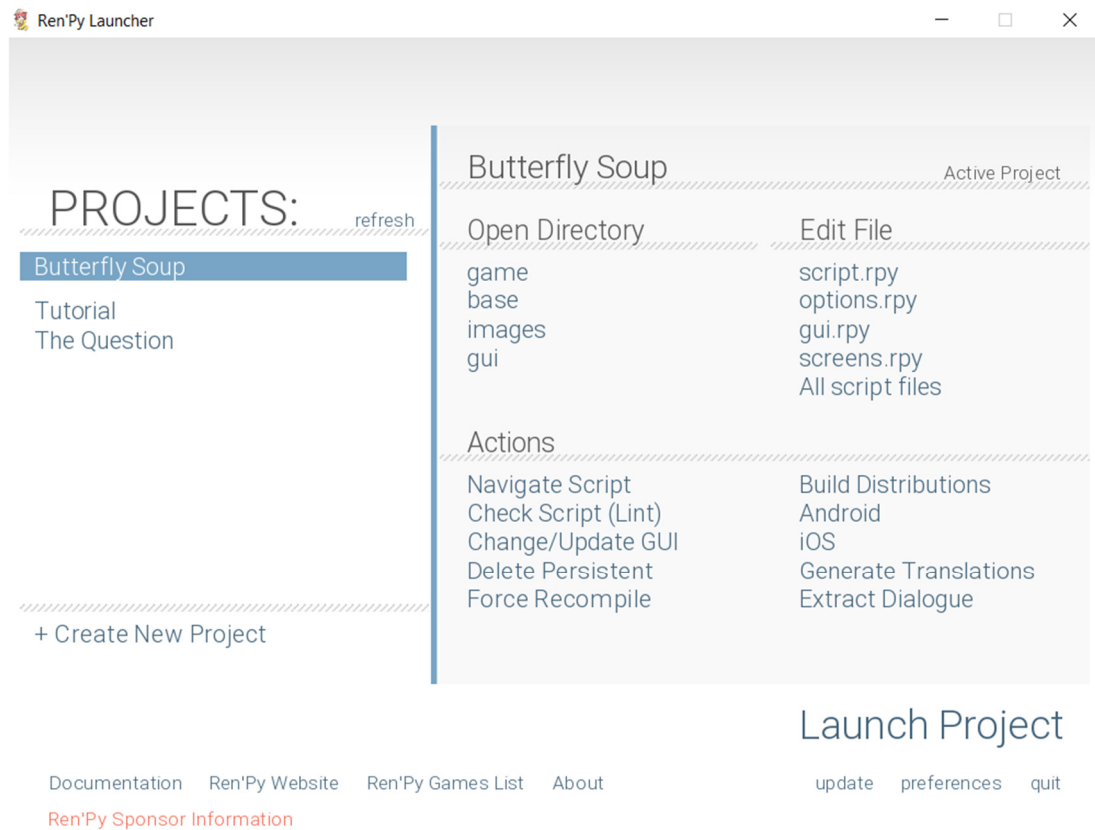 Ren'Py Launcher
PROJECTS:
refresh
Butterfly Soup
Tutorial
The Question
+ Create New Project
Butterfly Soup
Active Project
Open Directory
game
base
images
gui
Edit File
script.rpy
options.rpy
gui.rpy
screens.rpy
All script files
Actions
Navigate Script
Check Script (Lint)
Change/Update GUI
Delete Persistent
Force Recompile
Build Distributions
Android
iOS
Generate Translations
Extract Dialogue
Launch Project
Documentation
Ren'Py Website
Ren'Py Games List
About
update
preferences
quit
Ren'Py Sponsor Information